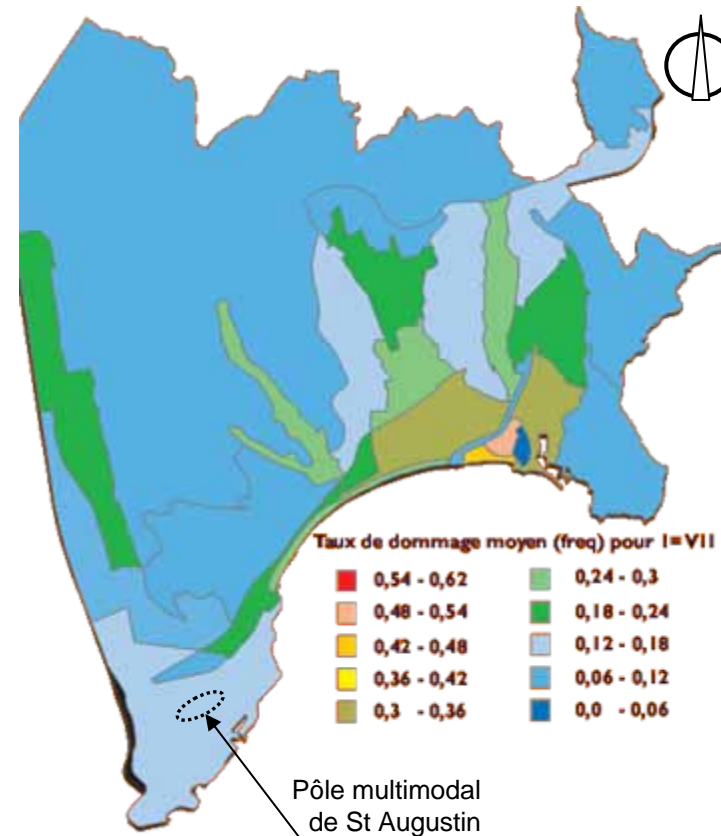 Taux de dommage moyen (freq) pour I=VII
0,54 - 0,62
0,48 - 0,54
0,42 - 0,48
0,36 - 0,42
0,3 - 0,36
0,24 - 0,3
0,18 - 0,24
0,12 - 0,18
0,06 - 0,12
0,0 - 0,06
Pôle multimodal
de St Augustin